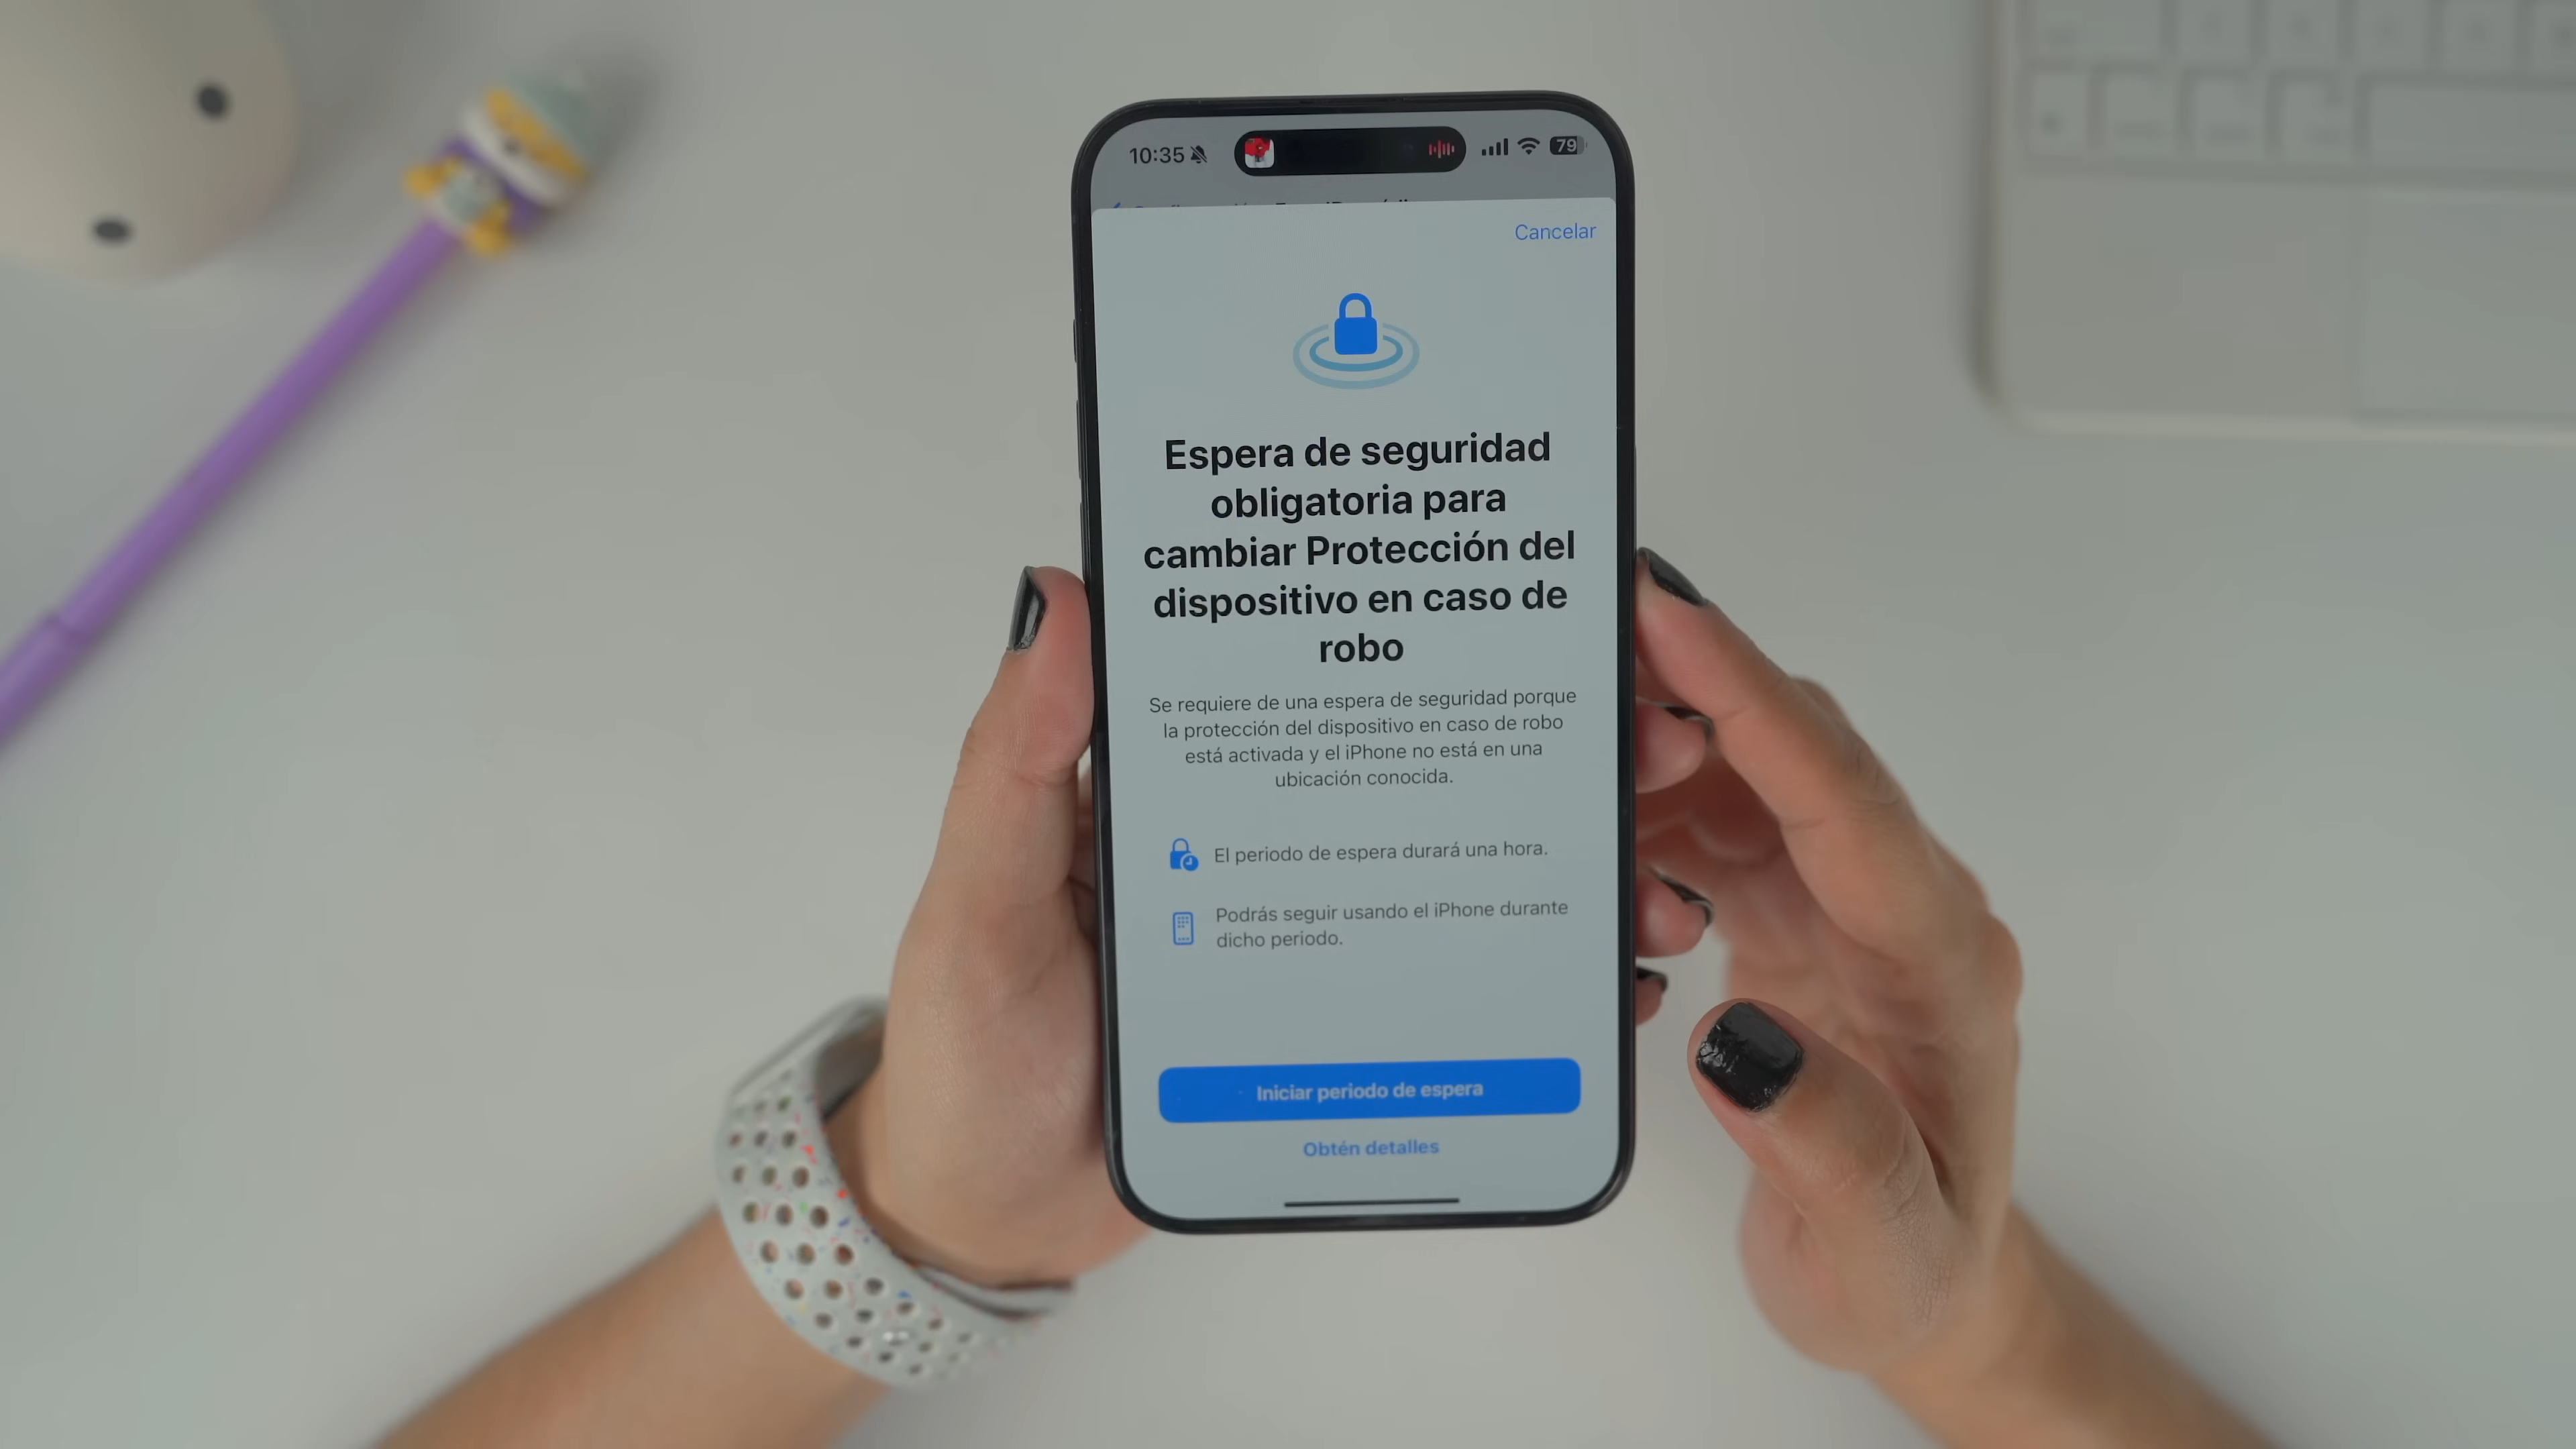 10:35
79
Cancelar
Espera de seguridad
obligatoria para
cambiar Protección del
dispositivo en caso de
robo
Se requiere de una espera de seguridad porque
la protección del dispositivo en caso de robo
está activada y el iPhone no está en una
ubicación conocida.
El periodo de espera durará una hora.
Podrás seguir usando el iPhone durante
dicho periodo.
Iniciar periodo de espera
Obtén detalles